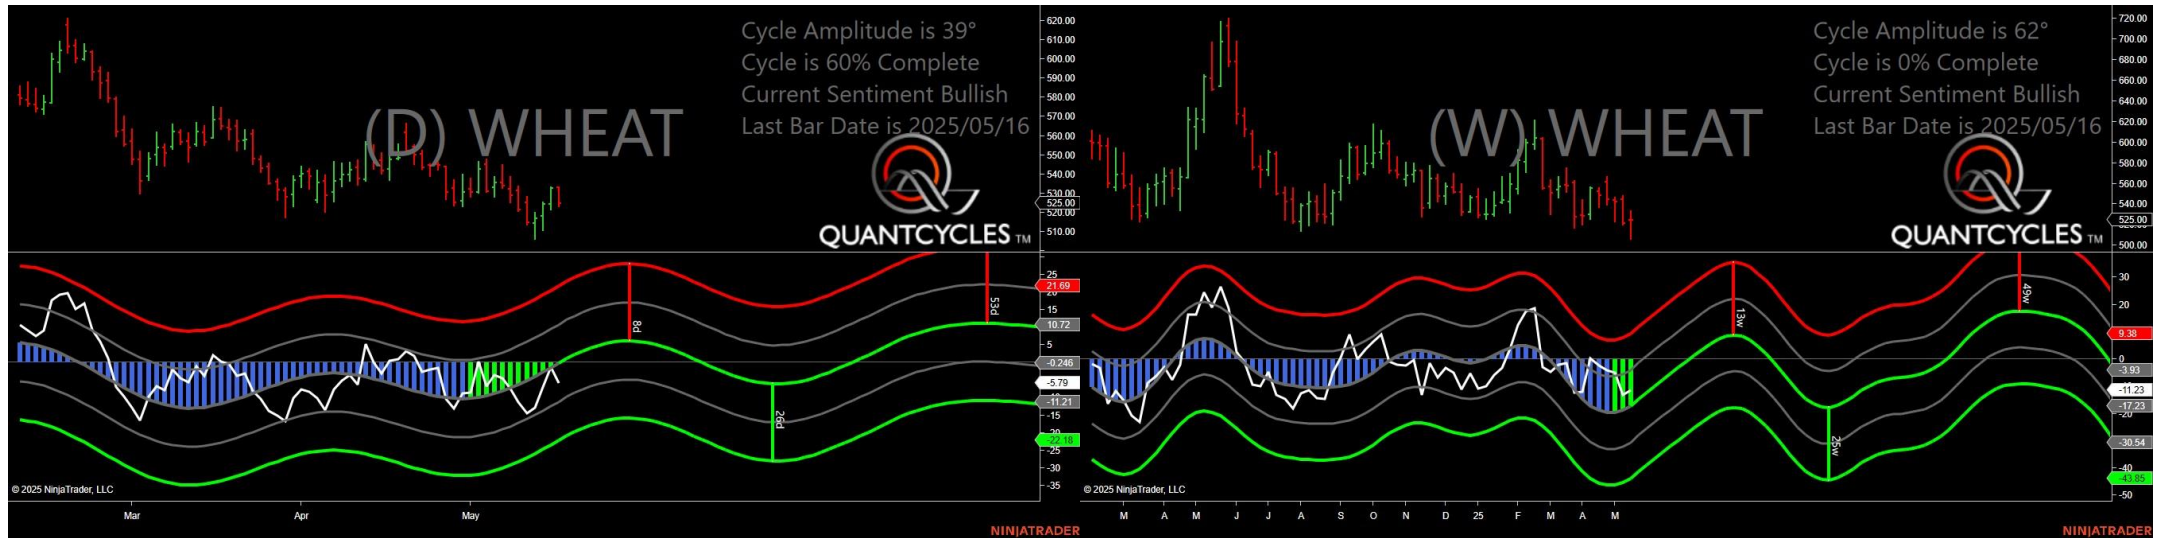 Cycle Amplitude is 39°
Cycle is 60% Complete
Current Sentiment Bullish
Last Bar Date is 2025/05/16
(D) WHEAT
QUANTCYCLES ™
620.00
610.00
600.00
590.00
580.00
570.00
560.00
550.00
540.00
530.00
525.00
520.00
510.00
25
21.69
20
15
10.72
5
-0.246
-5.79
-11.21
-15
-22.18
-25
-30
-35
8d
26d
53d
© 2025 NinjaTrader, LLC
Mar
Apr
May
NINJATRADER
Cycle Amplitude is 62°
Cycle is 0% Complete
Current Sentiment Bullish
Last Bar Date is 2025/05/16
(W) WHEAT
QUANTCYCLES ™
720.00
700.00
680.00
660.00
640.00
620.00
600.00
580.00
560.00
540.00
525.00
500.00
30
20
9.38
0
-3.93
-11.23
-17.23
-20
-30.54
-40
-43.85
-50
13w
25w
49w
© 2025 NinjaTrader, LLC
M
A
M
J
J
A
S
O
N
D
25
F
M
A
M
NINJATRADER